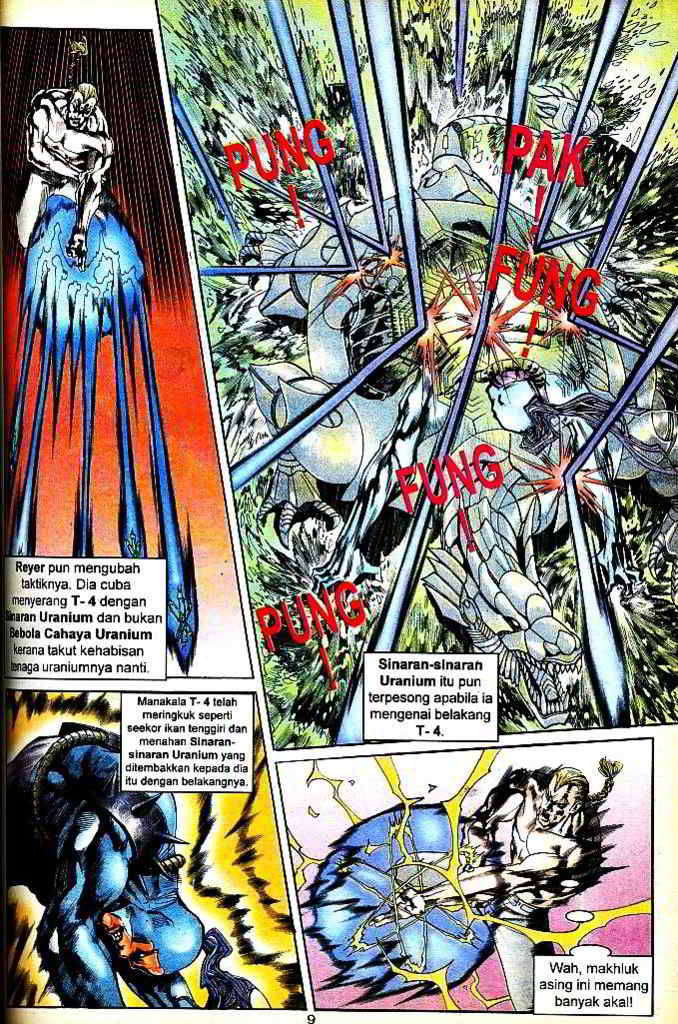 PUNG
!
PAK
!
FUNG
!
FUNG
!
PUNG
!
Reyer pun mengubah
taktiknya. Dia cuba
menyerang T-4 dengan
Sinaran Uranium dan bukan
Bebola Cahaya Uranium
kerana takut kehabisan
tenaga uraniumnya nanti.
Sinaran-sinaran
Uranium itu pun
terpesong apabila ia
mengenai belakang
T-4.
Manakala T-4 telah
meringkuk seperti
seekor ikan tenggiri dan
menahan Sinaran-
sinaran Uranium yang
ditembakkan kepada dia
itu dengan belakangnya.
Wah, makhluk
asing ini memang
banyak akal!
9